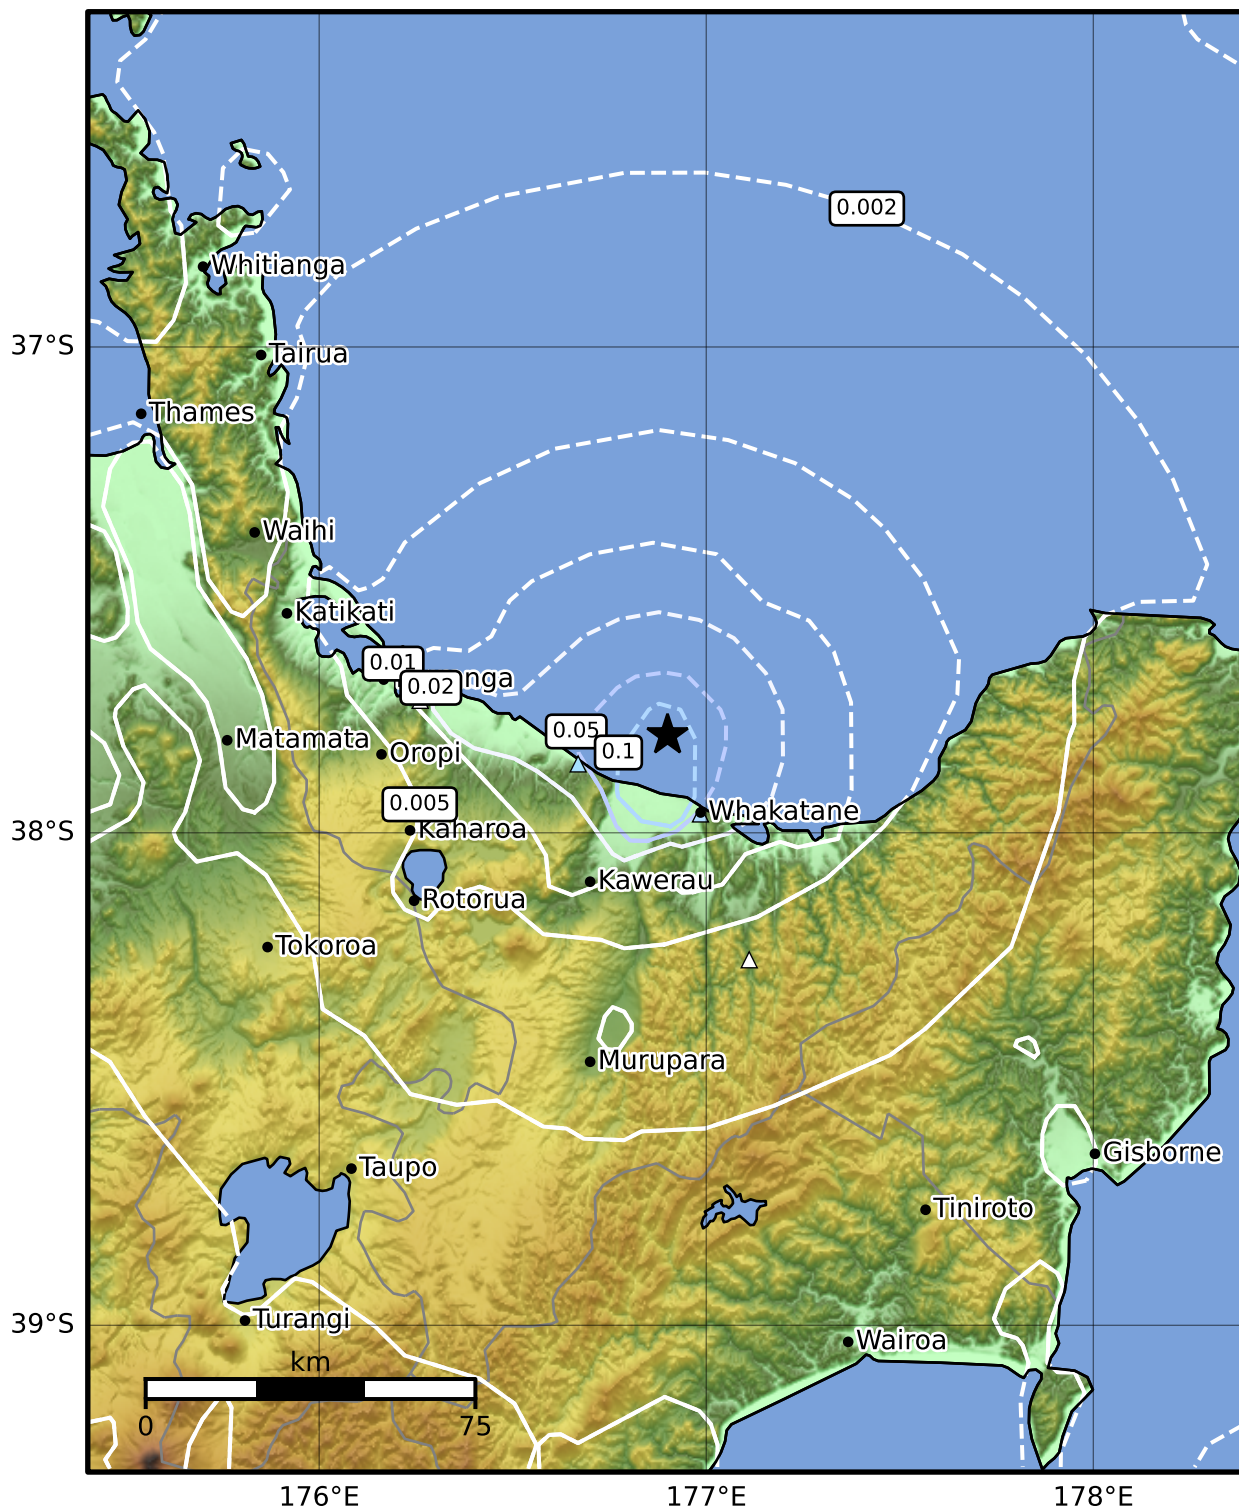 0.002
Whitianga
37°S
Tairua
Thames
Waihi
Katikati
0.01
nga
0.02
0.05
Matamata
Oropi
0.1
0.005
Whakatane
38°S
Kaharoa
Kawerau
Rotorua
Tokoroa
Murupara
Gisborne
Taupo
Tiniroto
Turangi
39°S
Wairoa
km
0
75
176°E
177°E
178°E